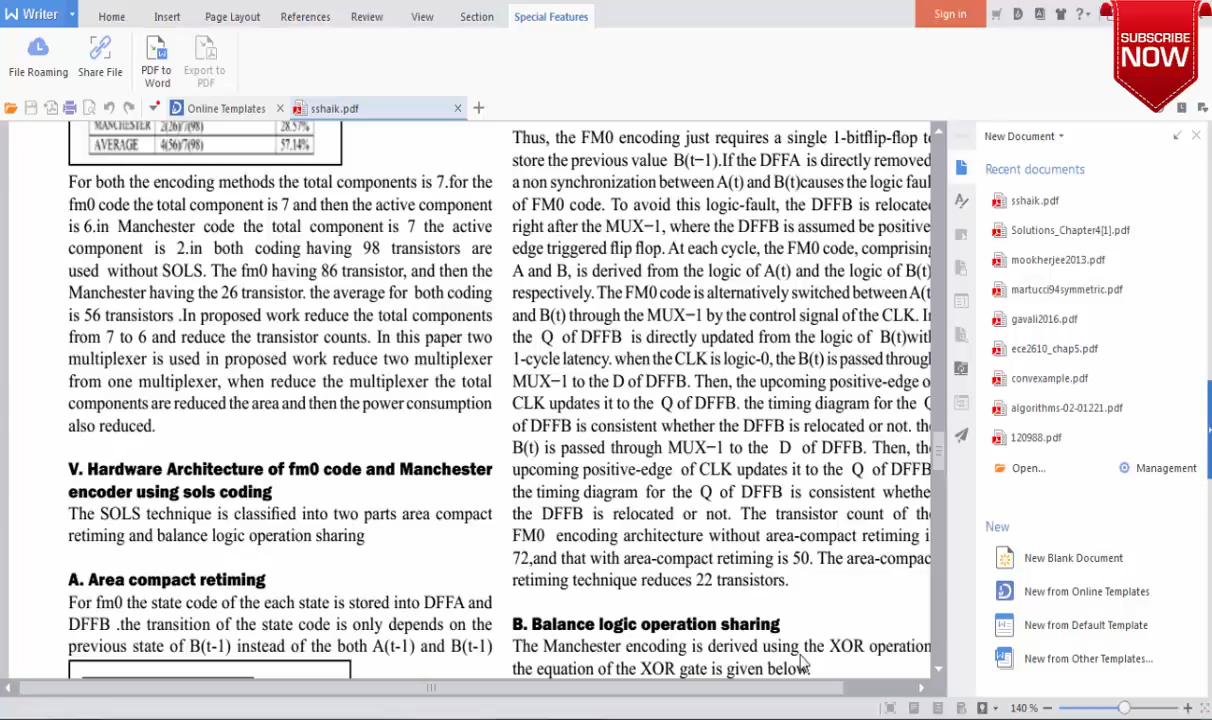 Writer
Home
Insert
Page Layout
References
Review
View
Section
Special Features
Sign in
SUBSCRIBE
NOW
File Roaming
Share File
PDF to
Word
Export to
PDF
Online Templates
sshaik.pdf
MANCHESTER 2(26)/7(98) 28.57%
AVERAGE 4(56)/7(98) 57.14%
For both the encoding methods the total components is 7.for the
fm0 code the total component is 7 and then the active component
is 6.in Manchester code the total component is 7 the active
component is 2.in both coding having 98 transistors are
used without SOLS. The fm0 having 86 transistor, and then the
Manchester having the 26 transistor. the average for both coding
is 56 transistors .In proposed work reduce the total components
from 7 to 6 and reduce the transistor counts. In this paper two
multiplexer is used in proposed work reduce two multiplexer
from one multiplexer, when reduce the multiplexer the total
components are reduced the area and then the power consumption
also reduced.
V. Hardware Architecture of fm0 code and Manchester
encoder using sols coding
The SOLS technique is classified into two parts area compact
retiming and balance logic operation sharing
A. Area compact retiming
For fm0 the state code of the each state is stored into DFFA and
DFFB .the transition of the state code is only depends on the
previous state of B(t-1) instead of the both A(t-1) and B(t-1)
Thus, the FM0 encoding just requires a single 1-bitflip-flop t
store the previous value B(t−1).If the DFFA is directly removed
a non synchronization between A(t) and B(t)causes the logic faul
of FM0 code. To avoid this logic-fault, the DFFB is relocate
right after the MUX−1, where the DFFB is assumed be positive
edge triggered flip flop. At each cycle, the FM0 code, comprising
A and B, is derived from the logic of A(t) and the logic of B(t)
respectively. The FM0 code is alternatively switched between A(t
and B(t) through the MUX−1 by the control signal of the CLK. In
the Q of DFFB is directly updated from the logic of B(t)with
1-cycle latency. when the CLK is logic-0, the B(t) is passed through
MUX−1 to the D of DFFB. Then, the upcoming positive-edge o
CLK updates it to the Q of DFFB. the timing diagram for the Q
of DFFB is consistent whether the DFFB is relocated or not. the
B(t) is passed through MUX−1 to the D of DFFB. Then, the
upcoming positive-edge of CLK updates it to the Q of DFFB
the timing diagram for the Q of DFFB is consistent whethe
the DFFB is relocated or not. The transistor count of the
FM0 encoding architecture without area-compact retiming i
72,and that with area-compact retiming is 50. The area-compac
retiming technique reduces 22 transistors.
B. Balance logic operation sharing
The Manchester encoding is derived using the XOR operation
the equation of the XOR gate is given below.
New Document
Recent documents
sshaik.pdf
Solutions_Chapter4[1].pdf
mookherjee2013.pdf
martucci94symmetric.pdf
gavali2016.pdf
ece2610_chap5.pdf
convexample.pdf
algorithms-02-01221.pdf
120988.pdf
Open...
Management
New
New Blank Document
New from Online Templates
New from Default Template
New from Other Templates...
140 %